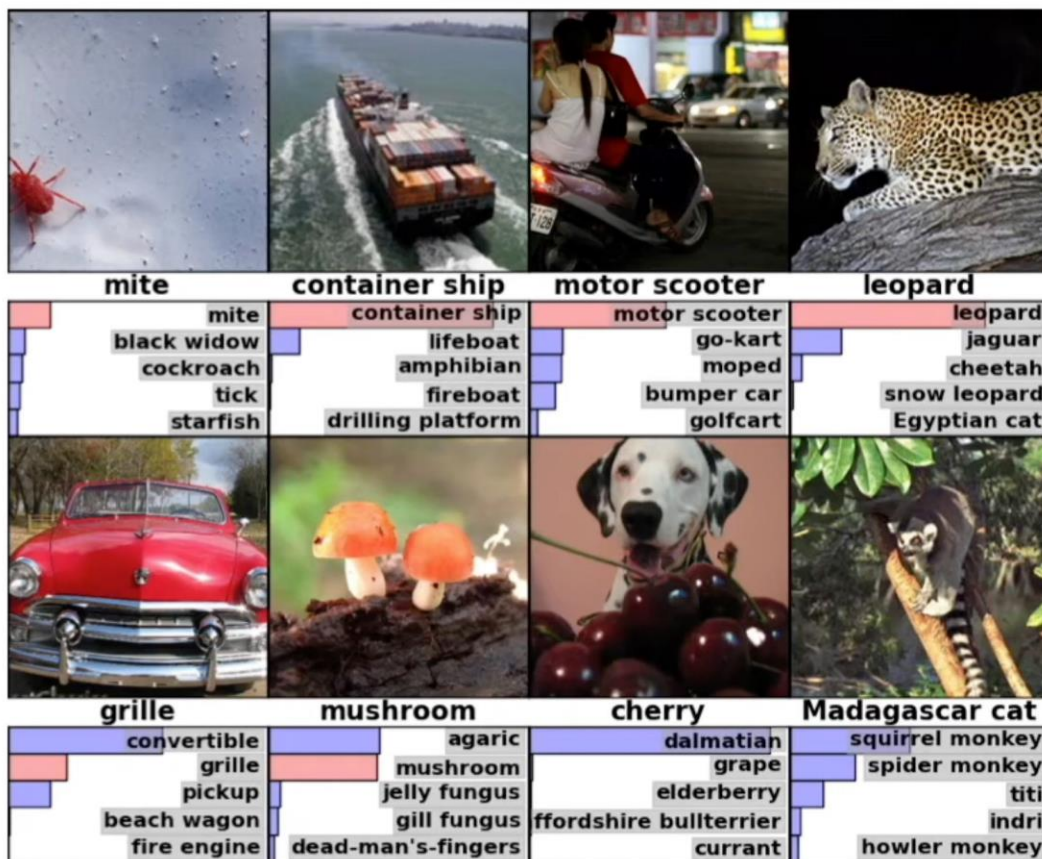 mite
container ship
motor scooter
leopard
mite
black widow
cockroach
tick
starfish
container ship
lifeboat
amphibian
fireboat
drilling platform
motor scooter
go-kart
moped
bumper car
golfcart
leopard
jaguar
cheetah
snow leopard
Egyptian cat
grille
mushroom
cherry
Madagascar cat
convertible
grille
pickup
beach wagon
fire engine
agaric
mushroom
jelly fungus
gill fungus
dead-man's-fingers
dalmatian
grape
elderberry
ffordshire bullterrier
currant
squirrel monkey
spider monkey
titi
indri
howler monkey